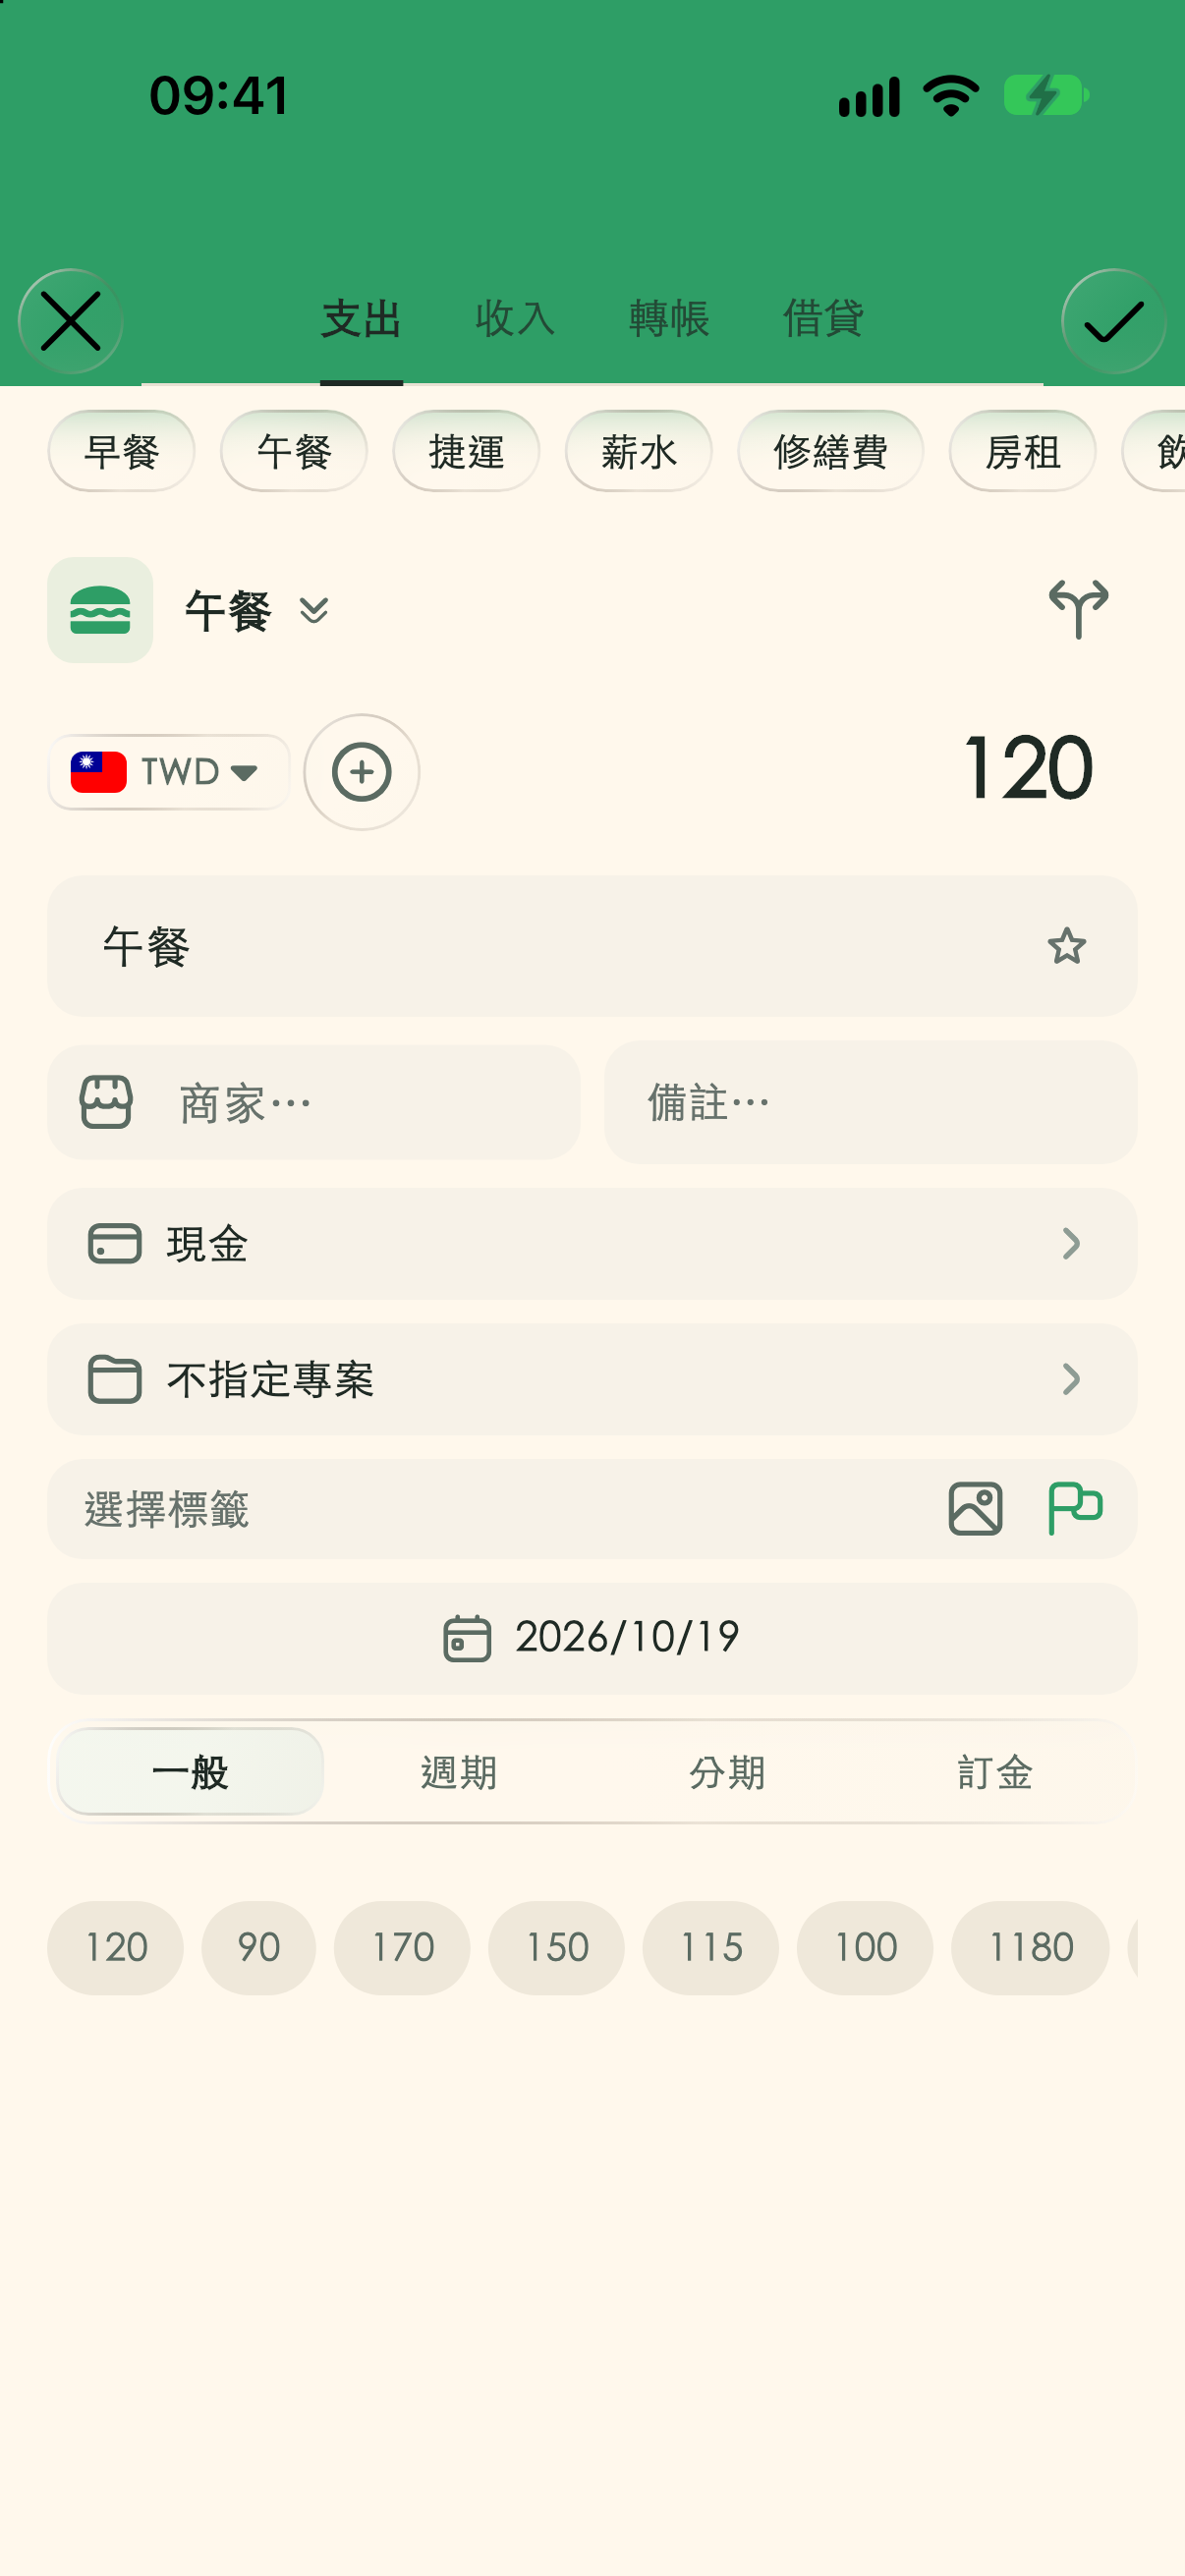 09:41
支出 收入 轉帳 借貸
早餐 午餐 捷運 薪水 修繕費 房租 飲
午餐
TWD 120
午餐
商家… 備註…
現金
不指定專案
選擇標籤
2026/10/19
一般 週期 分期 訂金
120 90 170 150 115 100 1180